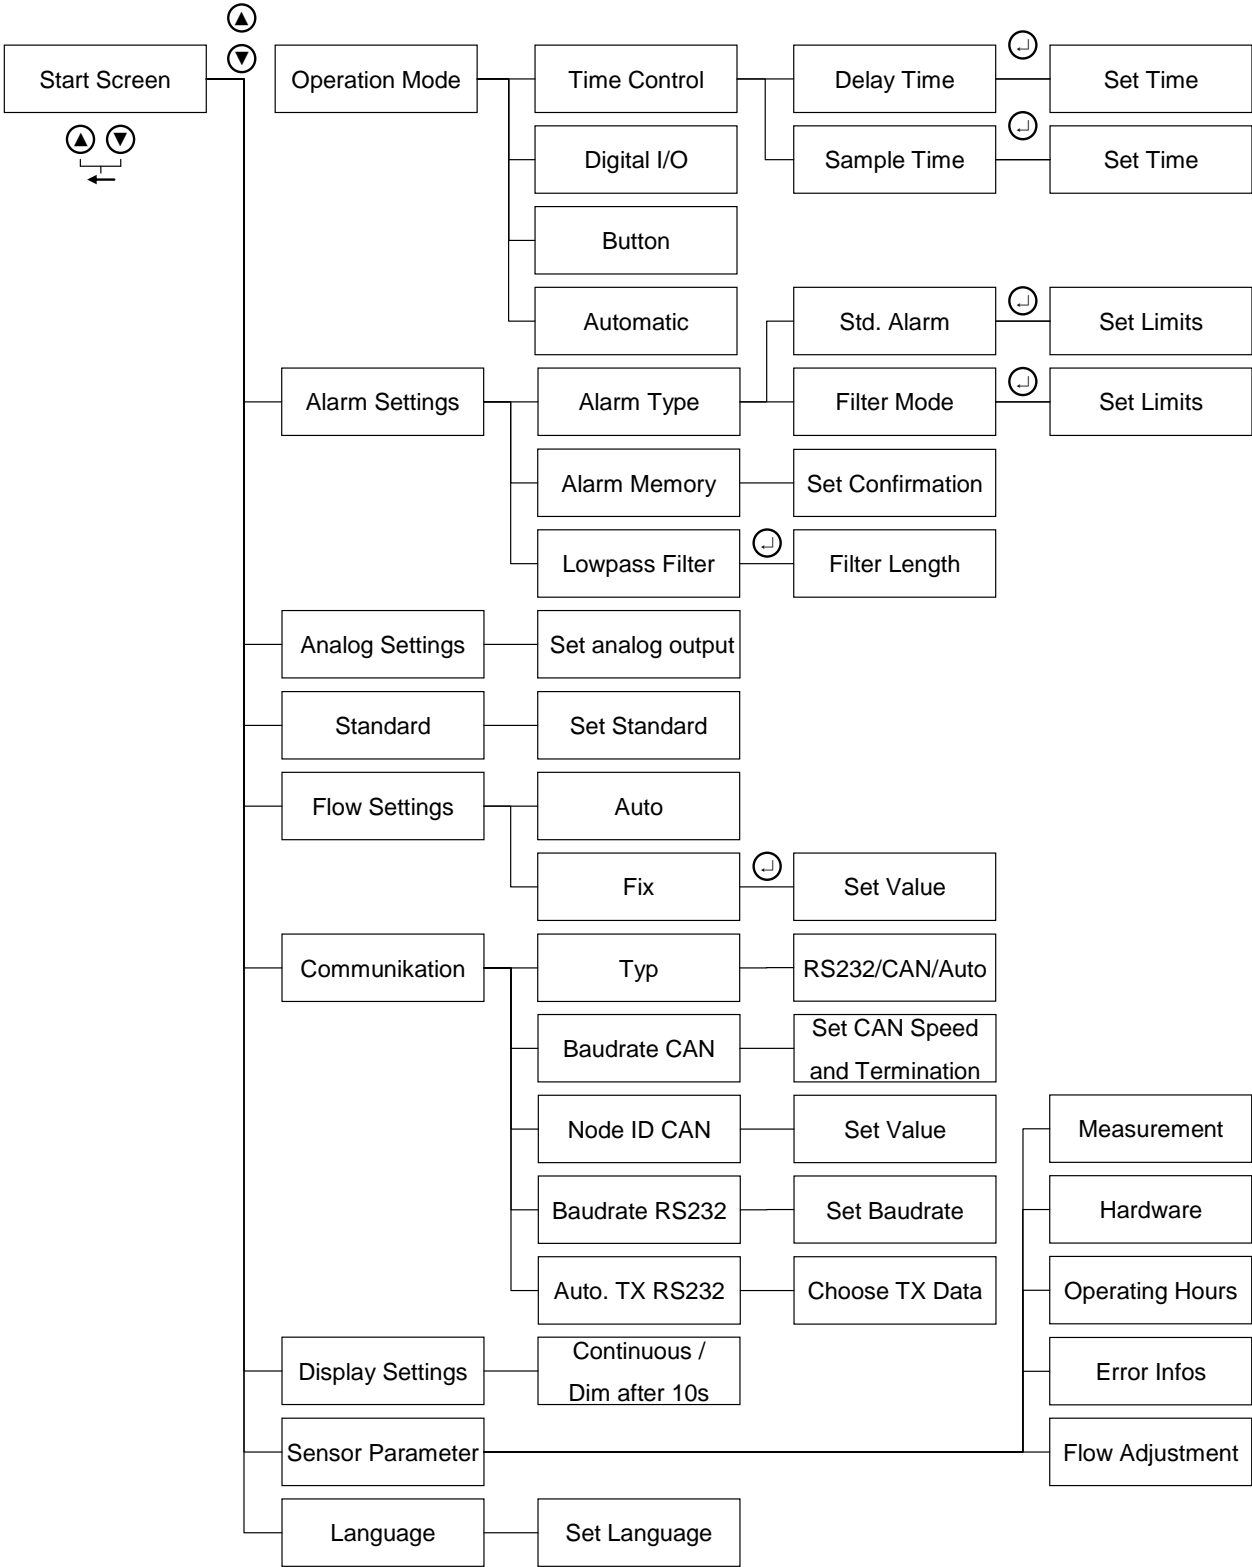 Start Screen
Operation Mode
Time Control
Delay Time
Set Time
Digital I/O
Sample Time
Set Time
Button
Automatic
Std. Alarm
Set Limits
Alarm Settings
Alarm Type
Filter Mode
Set Limits
Alarm Memory
Set Confirmation
Lowpass Filter
Filter Length
Analog Settings
Set analog output
Standard
Set Standard
Flow Settings
Auto
Fix
Set Value
Communikation
Typ
RS232/CAN/Auto
Baudrate CAN
Set CAN Speed
and Termination
Node ID CAN
Set Value
Measurement
Baudrate RS232
Set Baudrate
Hardware
Auto. TX RS232
Choose TX Data
Operating Hours
Display Settings
Continuous /
Dim after 10s
Error Infos
Sensor Parameter
Flow Adjustment
Language
Set Language